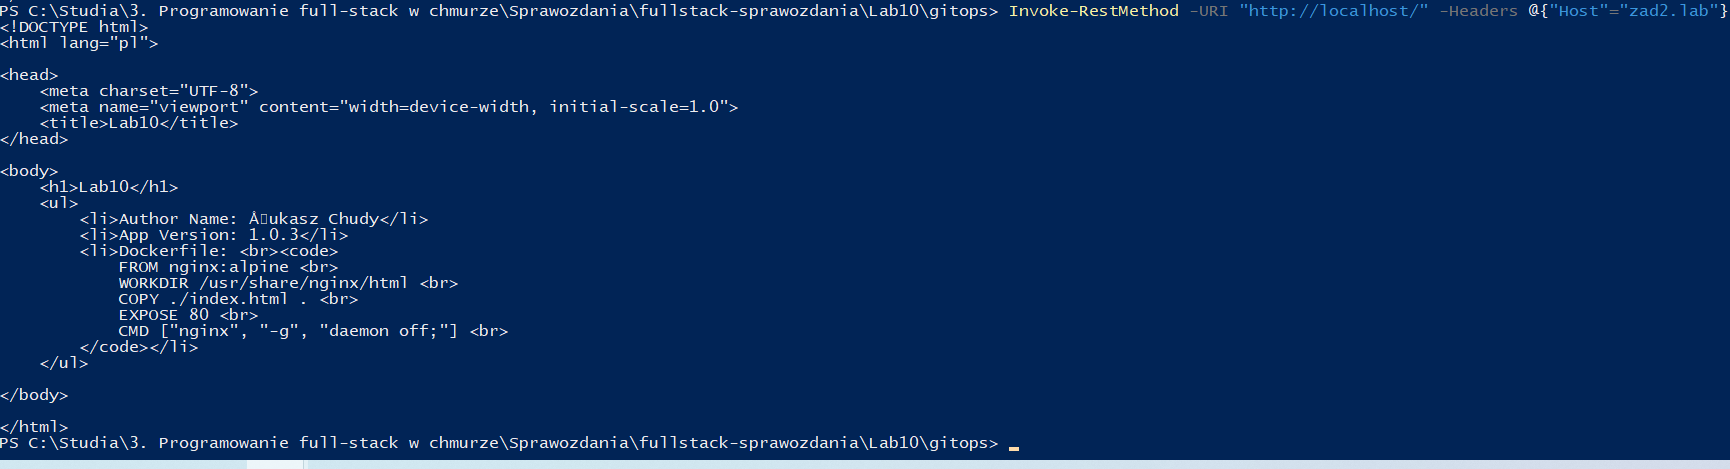 PS C:\Studia\3. Programowanie full-stack w chmurze\Sprawozdania\fullstack-sprawozdania\Lab10\gitops> Invoke-RestMethod -URI "http://localhost/" -Headers @{"Host"="zad2.lab"}
<!DOCTYPE html>
<html lang="pl">
<head>
    <meta charset="UTF-8">
    <meta name="viewport" content="width=device-width, initial-scale=1.0">
    <title>Lab10</title>
</head>
<body>
    <h1>Lab10</h1>
    <ul>
        <li>Author Name: Å▯ukasz Chudy</li>
        <li>App Version: 1.0.3</li>
        <li>Dockerfile: <br><code>
            FROM nginx:alpine <br>
            WORKDIR /usr/share/nginx/html <br>
            COPY ./index.html . <br>
            EXPOSE 80 <br>
            CMD ["nginx", "-g", "daemon off;"] <br>
        </code></li>
    </ul>
</body>
</html>
PS C:\Studia\3. Programowanie full-stack w chmurze\Sprawozdania\fullstack-sprawozdania\Lab10\gitops> _